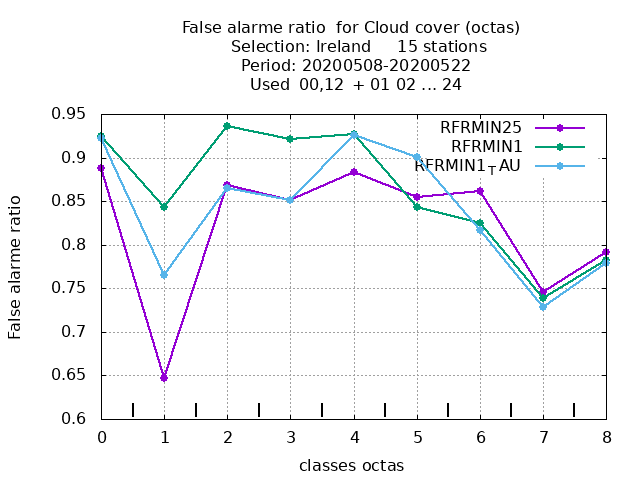 False alarme ratio  for Cloud cover (octas)
Selection: Ireland     15 stations
Period: 20200508-20200522
Used  00,12  + 01 02 ... 24
RFRMIN25
RFRMIN1
RFRMIN1┬AU
False alarme ratio
0.95
0.9
0.85
0.8
0.75
0.7
0.65
0.6
0 1 2 3 4 5 6 7 8
classes octas